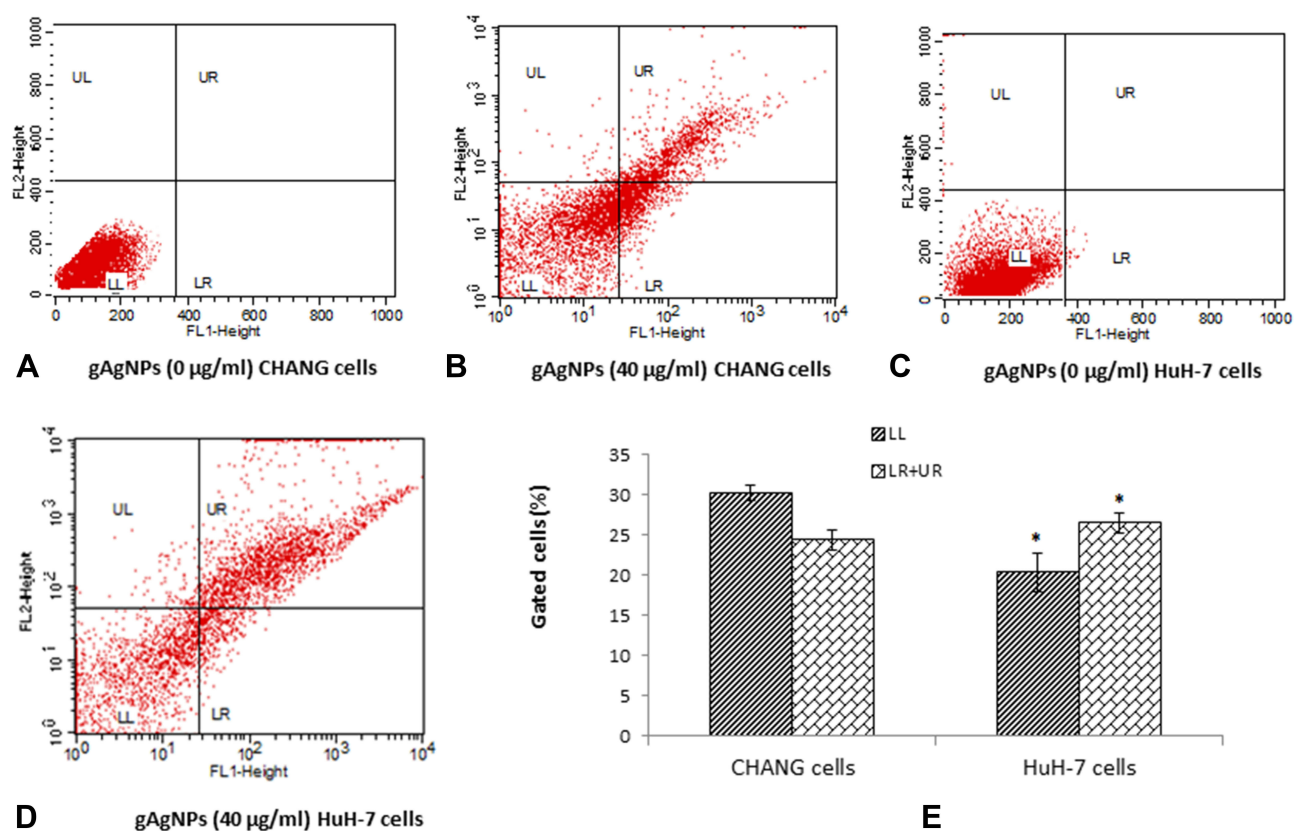 1000
800
600
400
200
0
FL2-Height
UL
UR
LL
LR
0
200
400
600
800
1000
FL1-Height
A
gAgNPs (0 µg/ml) CHANG cells
10^4
10^3
10^2
10^1
10^0
FL2-Height
UL
UR
LL
LR
10^0
10^1
10^2
10^3
10^4
FL1-Height
B
gAgNPs (40 µg/ml) CHANG cells
1000
800
600
400
200
0
FL2-Height
UL
UR
LL
LR
0
200
400
600
800
1000
FL1-Height
C
gAgNPs (0 µg/ml) HuH-7 cells
10^4
10^3
10^2
10^1
10^0
FL2-Height
UL
UR
LL
LR
10^0
10^1
10^2
10^3
10^4
FL1-Height
D
gAgNPs (40 µg/ml) HuH-7 cells
LL
LR+UR
35
30
25
20
15
10
5
0
Gated cells(%)
*
*
CHANG cells
HuH-7 cells
E